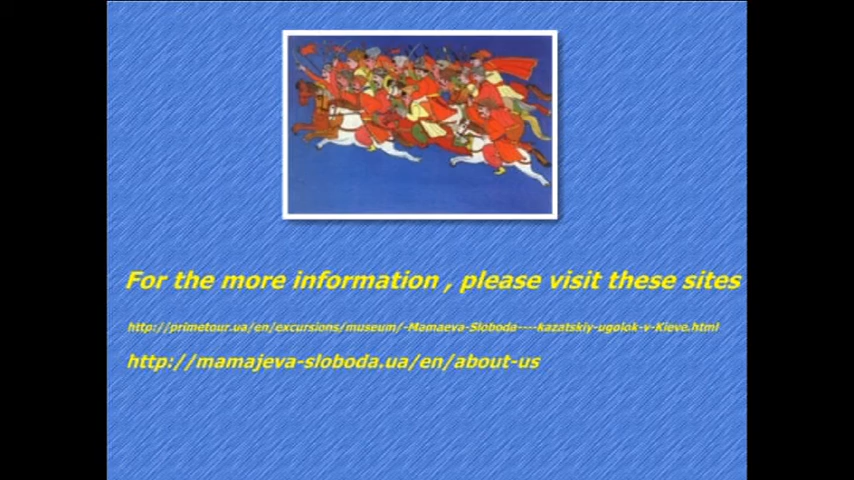 For the more information , please visit these sites
http://primetour.ua/en/excursions/museum/-Mamaeva-Sloboda----kazatskiy-ugolok-v-Kieve.html
http://mamajeva-sloboda.ua/en/about-us